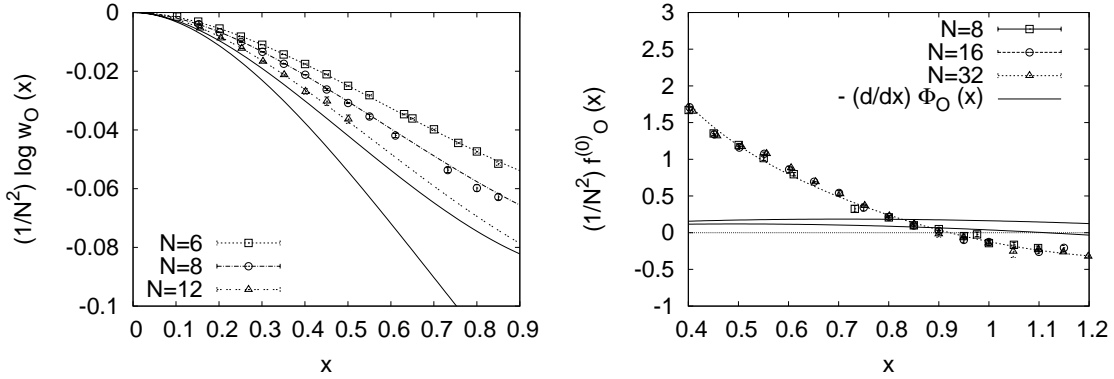 (1/N²) log w_O (x)
0
-0.02
-0.04
-0.06
-0.08
-0.1
N=6
N=8
N=12
0 0.1 0.2 0.3 0.4 0.5 0.6 0.7 0.8 0.9
x
(1/N²) f⁽⁰⁾_O (x)
3
2.5
2
1.5
1
0.5
0
-0.5
-1
N=8
N=16
N=32
- (d/dx) Φ_O (x)
0.4 0.5 0.6 0.7 0.8 0.9 1 1.1 1.2
x